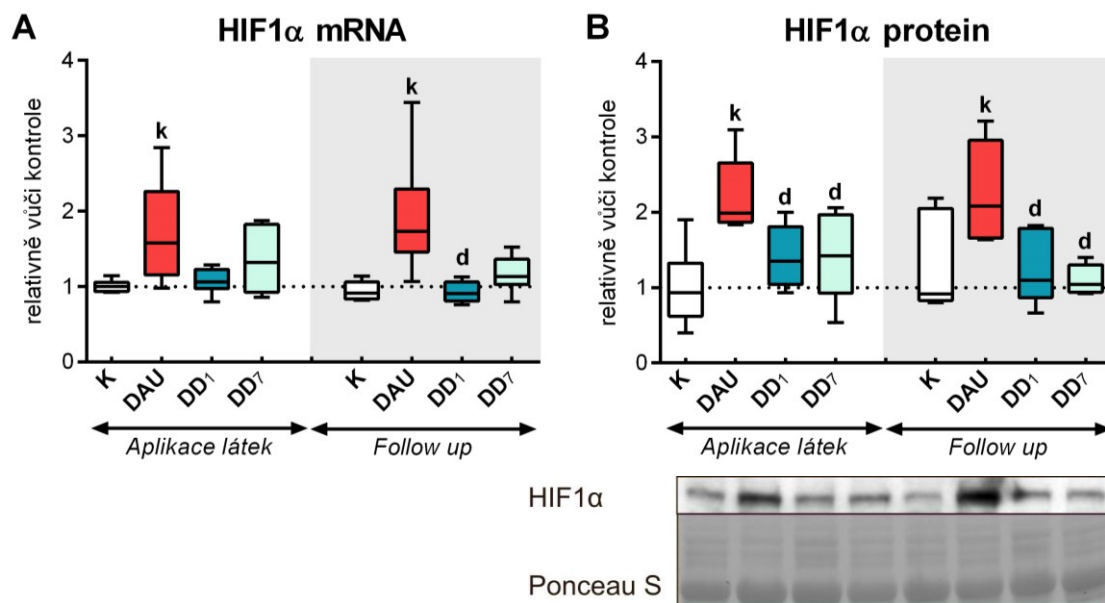 A
HIF1α mRNA
relativně vůči kontrole
4
3
2
1
0
k
k
d
K
DAU
DD1
DD7
K
DAU
DD1
DD7
Aplikace látek
Follow up
B
HIF1α protein
relativně vůči kontrole
4
3
2
1
0
k
d
d
k
d
d
K
DAU
DD1
DD7
K
DAU
DD1
DD7
Aplikace látek
Follow up
HIF1α
Ponceau S